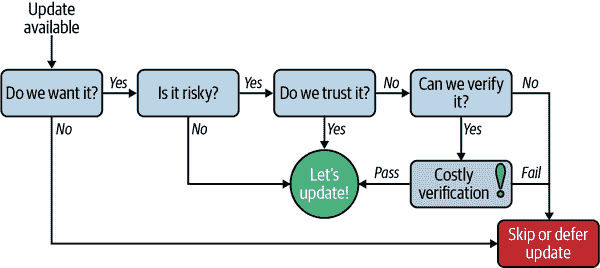 Update
available
Do we want it?
Yes
Is it risky?
Yes
Do we trust it?
No
Can we verify
it?
No
No
No
Yes
Yes
Let's
update!
Pass
Costly
verification
!
Fail
Skip or defer
update